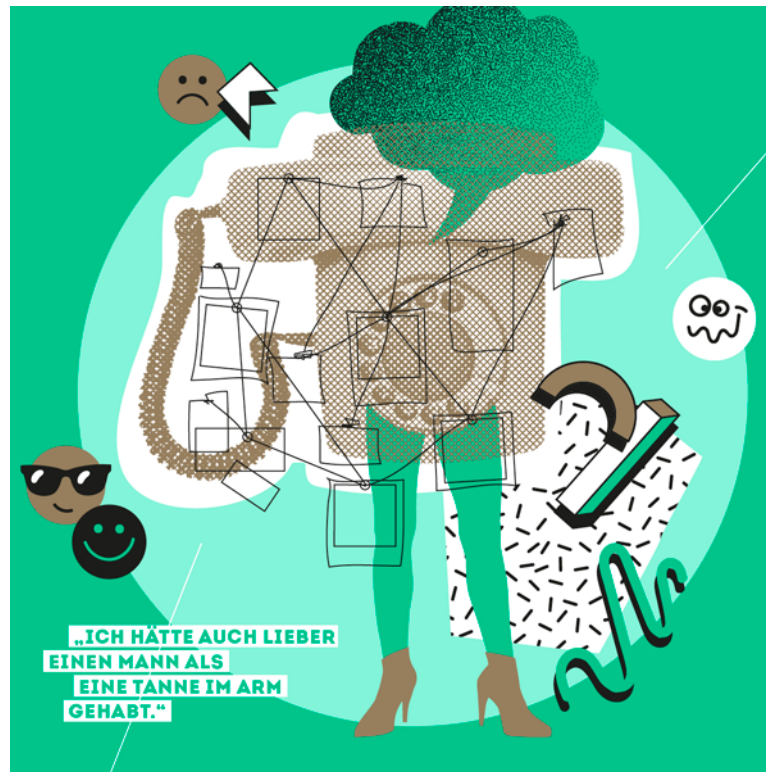 „ICH HÄTTE AUCH LIEBER
EINEN MANN ALS
EINE TANNE IM ARM
GEHABT.“